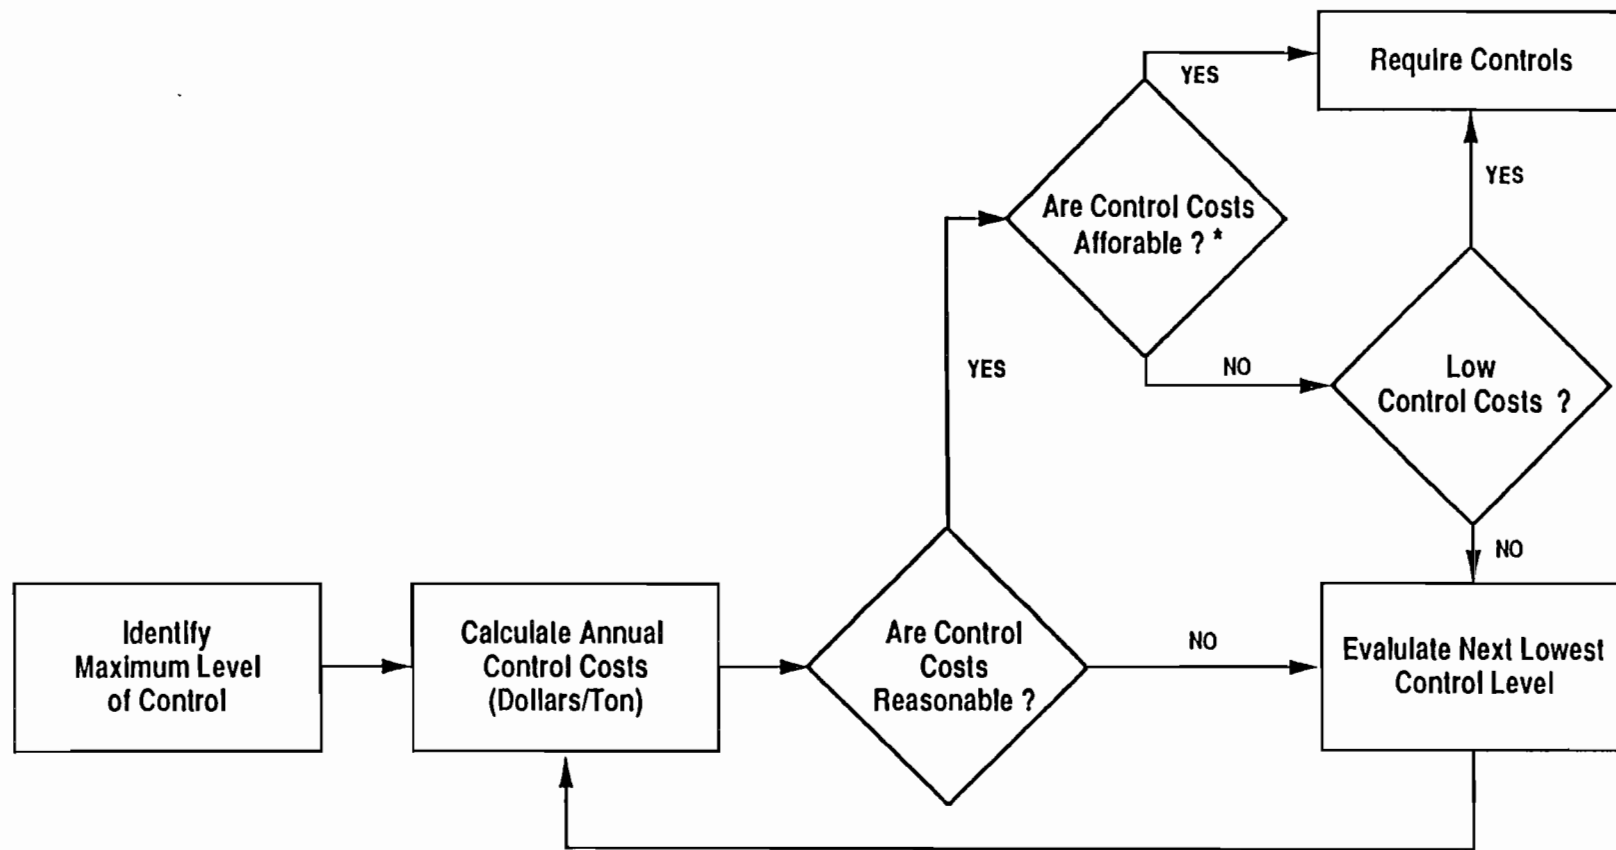 Require Controls
YES
YES
Are Control Costs
Afforable ? *
YES
NO
Low
Control Costs ?
NO
Identify
Maximum Level
of Control
Calculate Annual
Control Costs
(Dollars/Ton)
Are Control
Costs
Reasonable ?
NO
Evalulate Next Lowest
Control Level